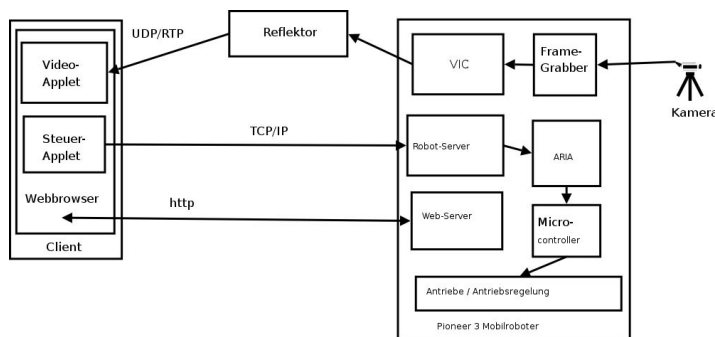 UDP/RTP
Reflektor
Video-
Applet
VIC
Frame-
Grabber
Kamera
Steuer-
Applet
TCP/IP
Robot-Server
ARIA
Webbrowser
http
Web-Server
Micro-
controller
Client
Antriebe / Antriebsregelung
Pioneer 3 Mobilroboter